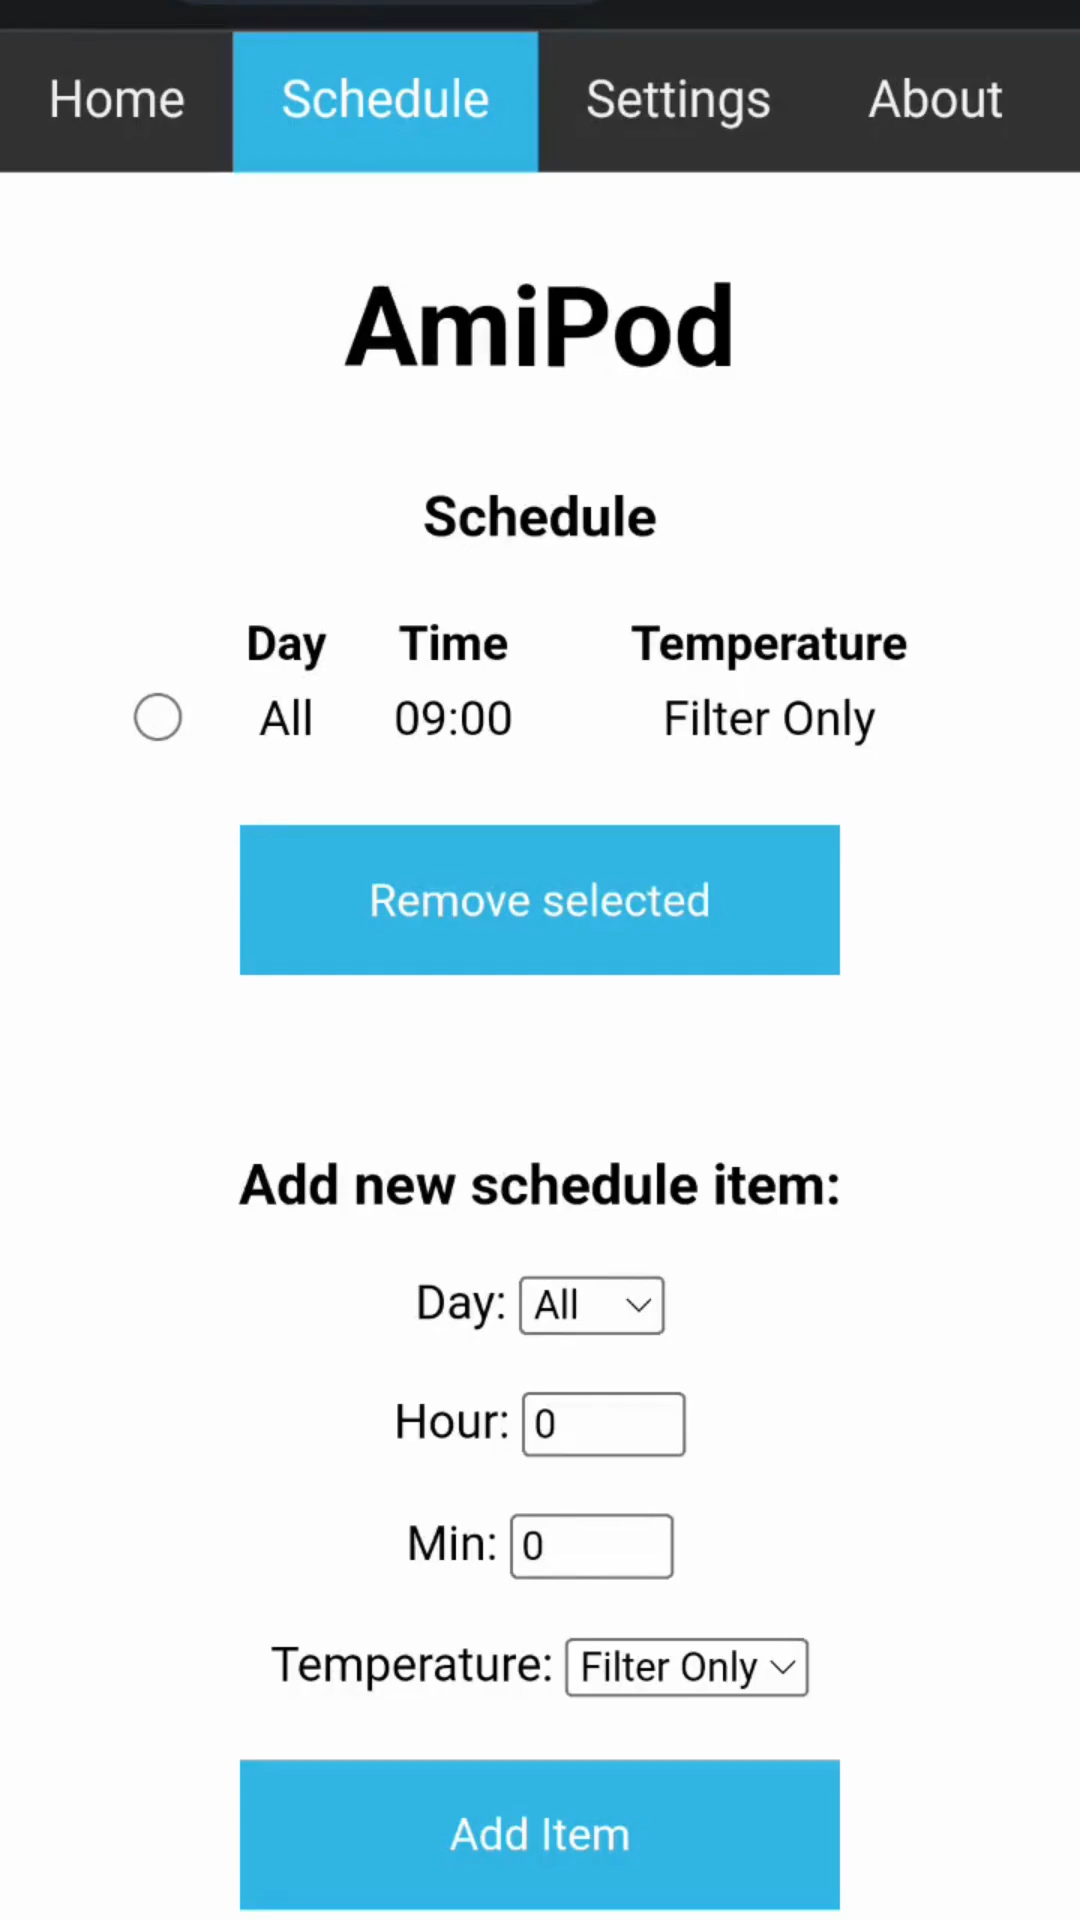 Home Schedule Settings About
AmiPod
Schedule
Day Time Temperature
All 09:00 Filter Only
Remove selected
Add new schedule item:
Day: All
Hour: 0
Min: 0
Temperature: Filter Only
Add Item